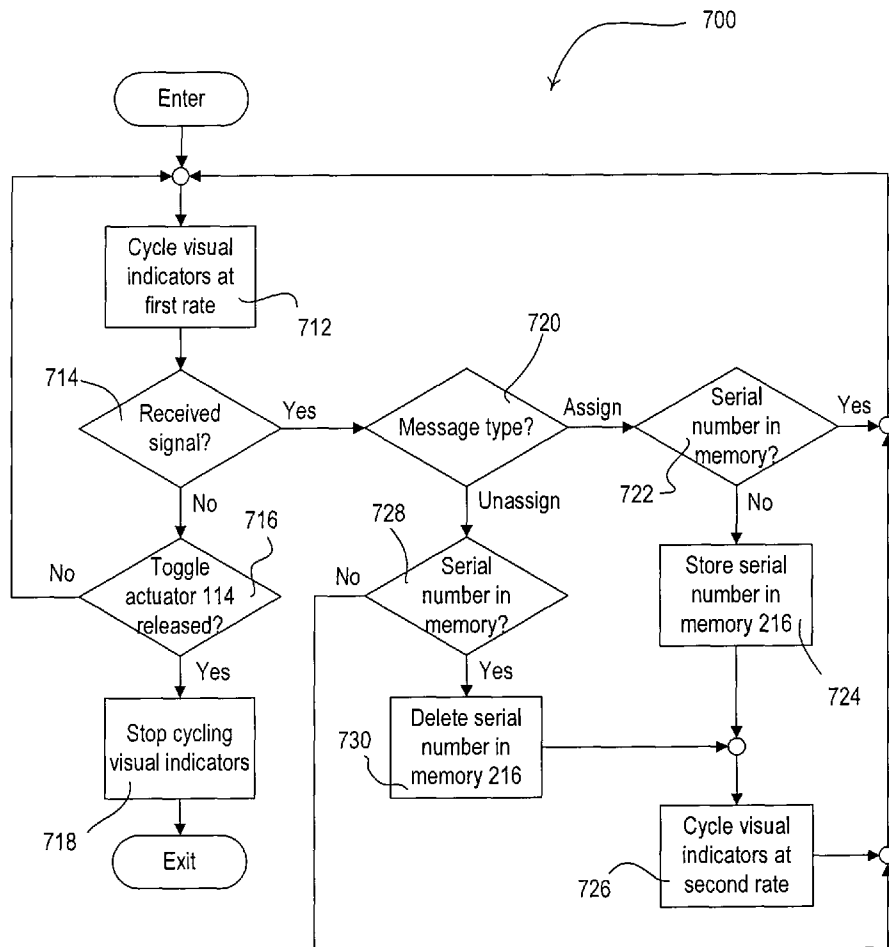 700
Enter
Cycle visual
indicators at
first rate
712
714
Received
signal?
Yes
No
720
Message type?
Assign
Unassign
Serial
number in
memory?
722
Yes
No
716
Toggle
actuator 114
released?
No
Yes
728
Serial
number in
memory?
No
Yes
Store serial
number in
memory 216
724
Stop cycling
visual indicators
718
Delete serial
number in
memory 216
730
Cycle visual
indicators at
second rate
726
Exit